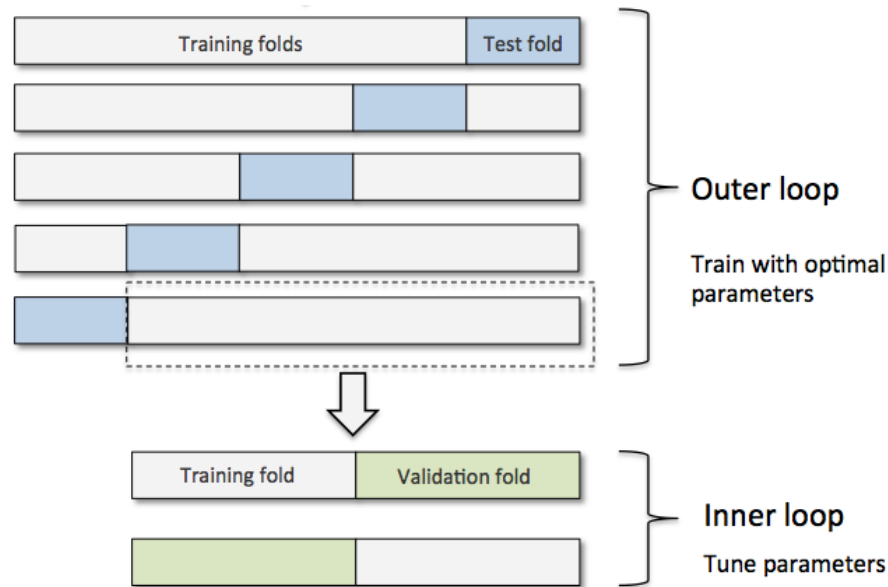 Training folds
Test fold
Outer loop
Train with optimal
parameters
Training fold
Validation fold
Inner loop
Tune parameters